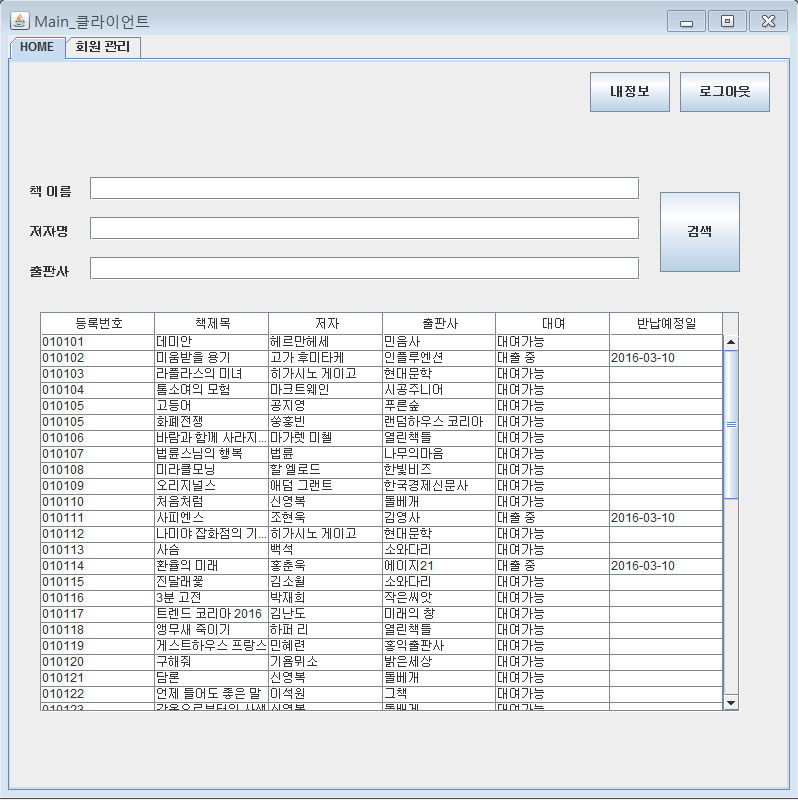 Main_클라이언트
HOME 회원 관리
내정보 로그아웃
책 이름
저자명
검색
출판사
등록번호 책제목 저자 출판사 대여 반납예정일
010101 데미안 헤르만헤세 민음사 대여가능
010102 미움받을 용기 고가 후미타케 인플루엔션 대출 중 2016-03-10
010103 라플라스의 미녀 히가시노 게이고 현대문학 대여가능
010104 톰소여의 모험 마크트웨인 시공주니어 대여가능
010105 고등어 공지영 푸른숲 대여가능
010105 화폐전쟁 쑹훙빈 랜덤하우스 코리아 대여가능
010106 바람과 함께 사라지... 마가렛 미첼 열린책들 대여가능
010107 법륜스님의 행복 법륜 나무의마음 대여가능
010108 미라클모닝 할 엘로드 한빛비즈 대여가능
010109 오리지널스 애덤 그랜트 한국경제신문사 대여가능
010110 처음처럼 신영복 돌베개 대여가능
010111 사피엔스 조현욱 김영사 대출 중 2016-03-10
010112 나미야 잡화점의 기... 히가시노 게이고 현대문학 대여가능
010113 사슴 백석 소와다리 대여가능
010114 환율의 미래 홍춘욱 에이지21 대출 중 2016-03-10
010115 진달래꽃 김소월 소와다리 대여가능
010116 3분 고전 박재희 작은씨앗 대여가능
010117 트렌드 코리아 2016 김난도 미래의 창 대여가능
010118 앵무새 죽이기 하퍼 리 열린책들 대여가능
010119 게스트하우스 프랑스 민혜련 홍익출판사 대여가능
010120 구해줘 기욤뮈소 밝은세상 대여가능
010121 담론 신영복 돌베개 대여가능
010122 언제 들어도 좋은 말 이석원 그책 대여가능
010123 감옥으로부터의 사색 신영복 돌베개 대여가능